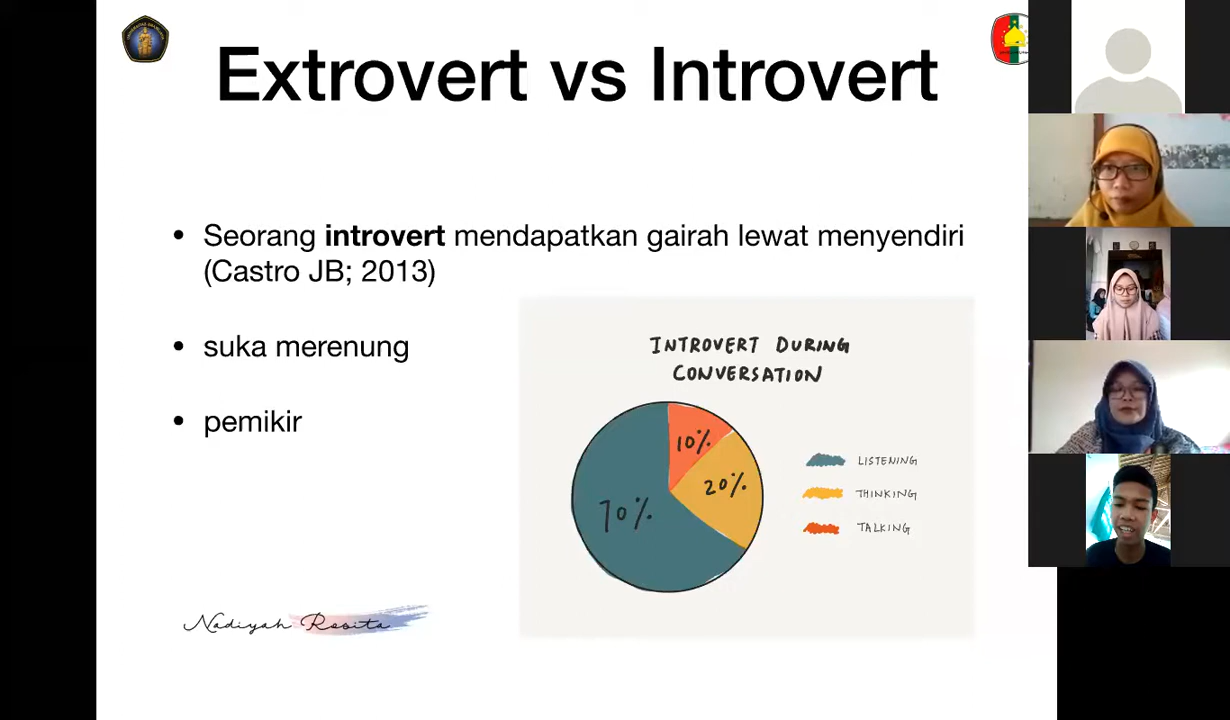 Extrovert vs Introvert
• Seorang introvert mendapatkan gairah lewat menyendiri
(Castro JB; 2013)
• suka merenung
• pemikir
INTROVERT DURING
CONVERSATION
10%
20%
70%
LISTENING
THINKING
TALKING
Nadiyah Rosita